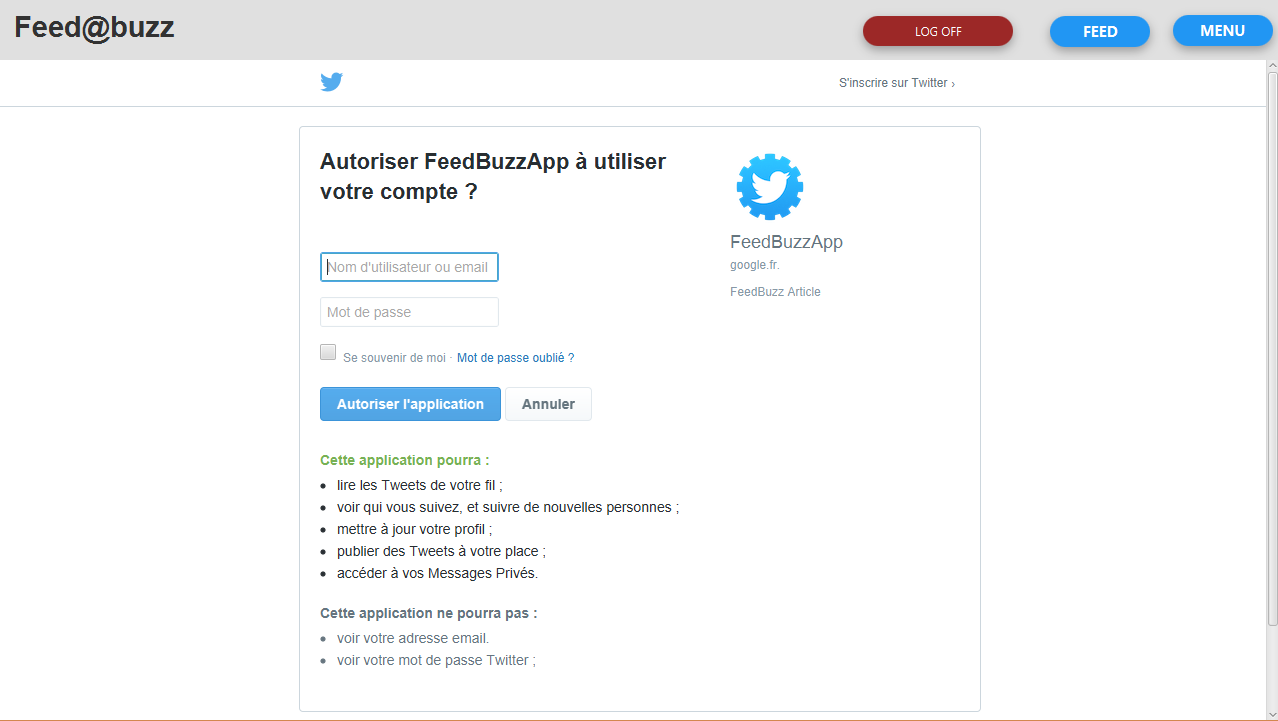 Feed@buzz
LOG OFF
FEED
MENU
S'inscrire sur Twitter ›
Autoriser FeedBuzzApp à utiliser
votre compte ?
FeedBuzzApp
google.fr.
FeedBuzz Article
Nom d'utilisateur ou email
Mot de passe
Se souvenir de moi · Mot de passe oublié ?
Autoriser l'application
Annuler
Cette application pourra :
• lire les Tweets de votre fil ;
• voir qui vous suivez, et suivre de nouvelles personnes ;
• mettre à jour votre profil ;
• publier des Tweets à votre place ;
• accéder à vos Messages Privés.
Cette application ne pourra pas :
• voir votre adresse email.
• voir votre mot de passe Twitter ;